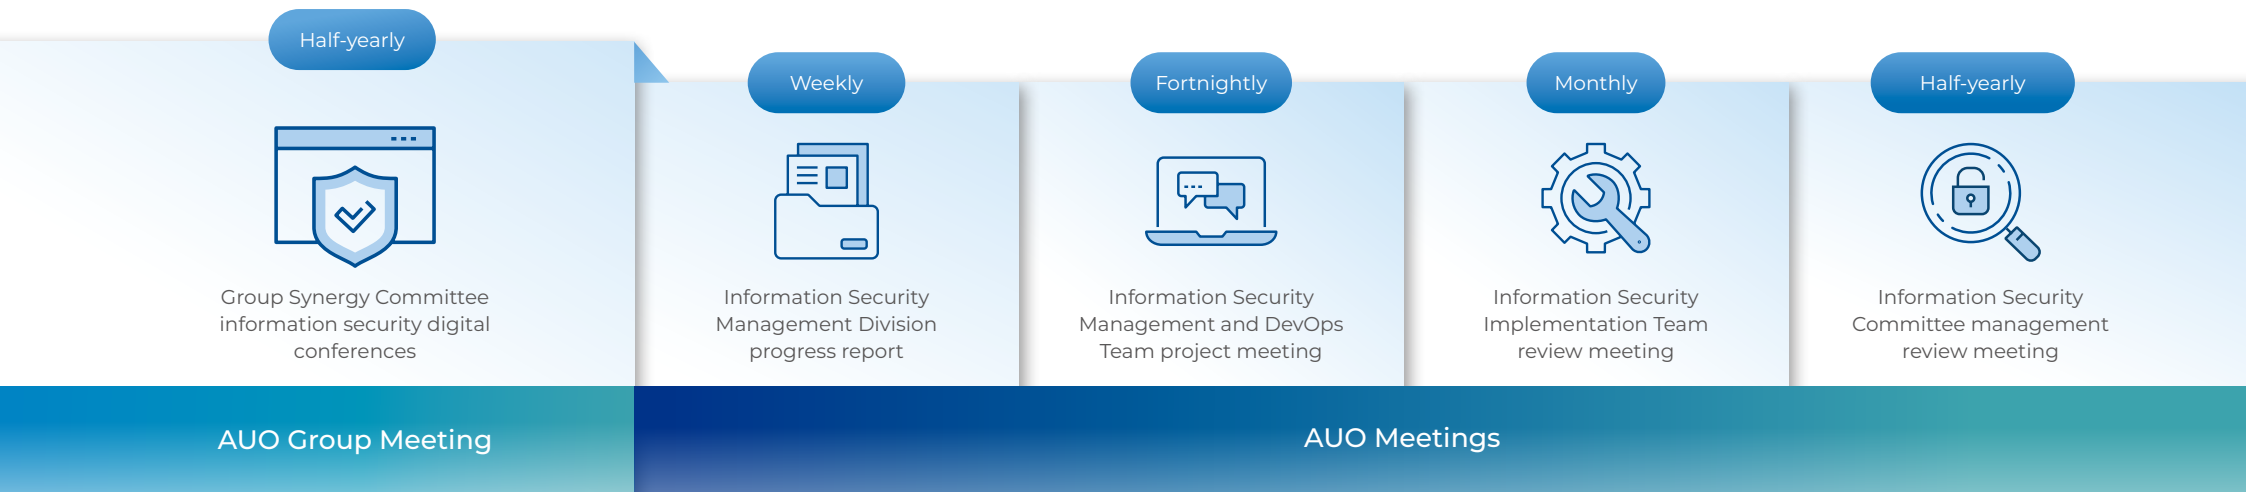 Half-yearly
Group Synergy Committee
information security digital
conferences
AUO Group Meeting
Weekly
Information Security
Management Division
progress report
Fortnightly
Information Security
Management and DevOps
Team project meeting
Monthly
Information Security
Implementation Team
review meeting
Half-yearly
Information Security
Committee management
review meeting
AUO Meetings